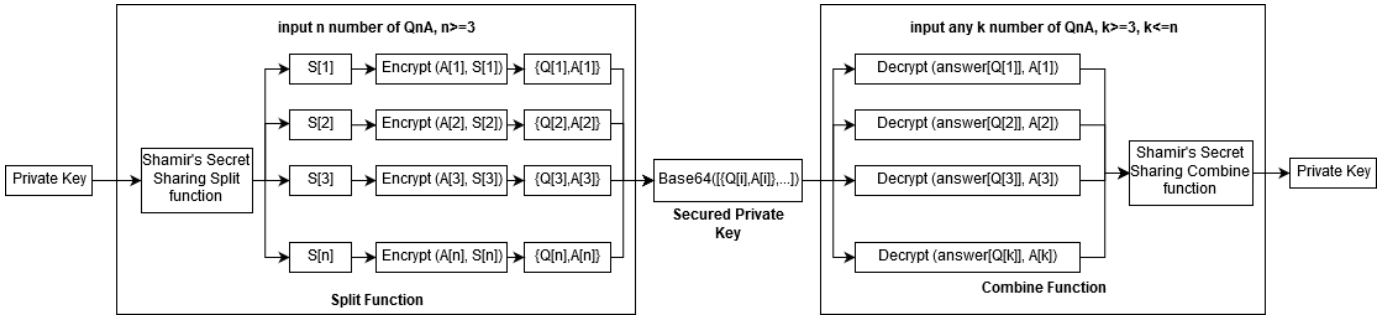 input n number of QnA, n>=3
input any k number of QnA, k>=3, k<=n
Private Key
Shamir's Secret
Sharing Split
function
S[1]
Encrypt (A[1], S[1])
{Q[1],A[1]}
S[2]
Encrypt (A[2], S[2])
{Q[2],A[2]}
S[3]
Encrypt (A[3], S[3])
{Q[3],A[3]}
S[n]
Encrypt (A[n], S[n])
{Q[n],A[n]}
Split Function
Base64([{Q[i],A[i]},...])
Secured Private
Key
Decrypt (answer[Q[1]], A[1])
Decrypt (answer[Q[2]], A[2])
Decrypt (answer[Q[3]], A[3])
Decrypt (answer[Q[k]], A[k])
Shamir's Secret
Sharing Combine
function
Combine Function
Private Key